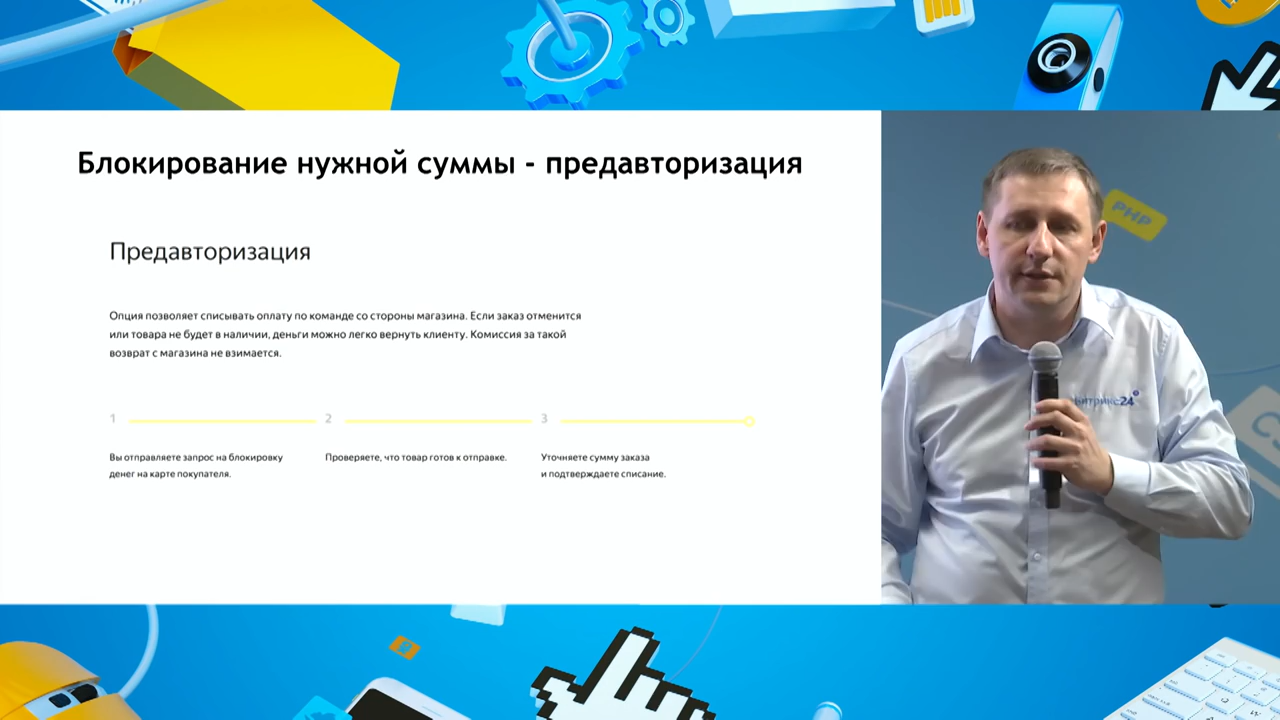 Блокирование нужной суммы - предавторизация
Предавторизация
Опция позволяет списывать оплату по команде со стороны магазина. Если заказ отменится
или товара не будет в наличии, деньги можно легко вернуть клиенту. Комиссия за такой
возврат с магазина не взимается.
1
2
3
Вы отправляете запрос на блокировку
денег на карте покупателя.
Проверяете, что товар готов к отправке.
Уточняете сумму заказа
и подтверждаете списание.
PHP
Битрикс24